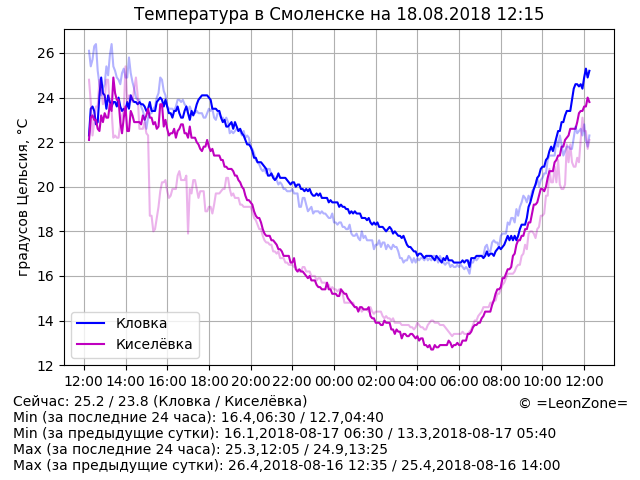 Температура в Смоленске на 18.08.2018 12:15
градусов Цельсия, °C
26
24
22
20
18
16
14
12
Кловка
Киселёвка
12:00 14:00 16:00 18:00 20:00 22:00 00:00 02:00 04:00 06:00 08:00 10:00 12:00
Сейчас: 25.2 / 23.8 (Кловка / Киселёвка)
© =LeonZone=
Min (за последние 24 часа): 16.4,06:30 / 12.7,04:40
Min (за предыдущие сутки): 16.1,2018-08-17 06:30 / 13.3,2018-08-17 05:40
Max (за последние 24 часа): 25.3,12:05 / 24.9,13:25
Max (за предыдущие сутки): 26.4,2018-08-16 12:35 / 25.4,2018-08-16 14:00